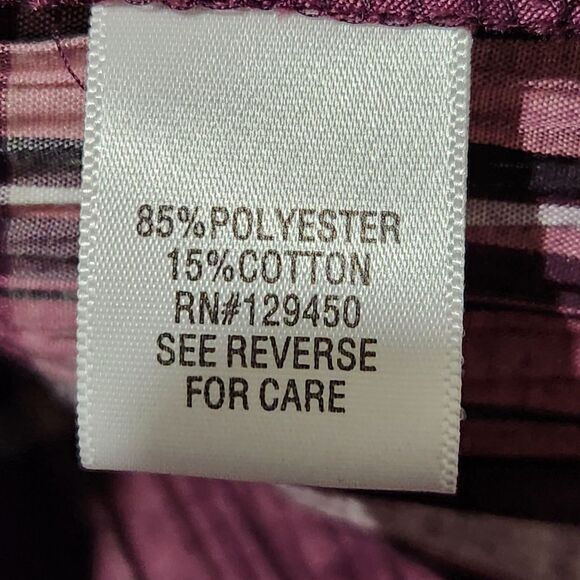 85%POLYESTER
15%COTTON
RN#129450
SEE REVERSE
FOR CARE